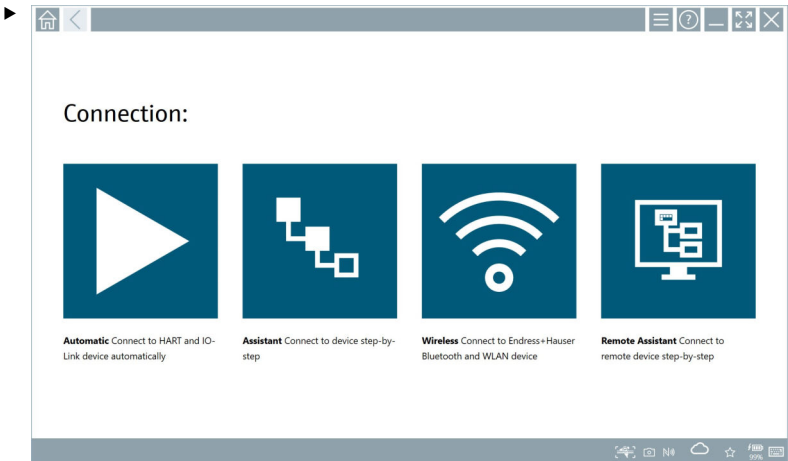 Connection:
Automatic Connect to HART and IO-
Link device automatically
Assistant Connect to device step-by-
step
Wireless Connect to Endress+Hauser
Bluetooth and WLAN device
Remote Assistant Connect to
remote device step-by-step
99%